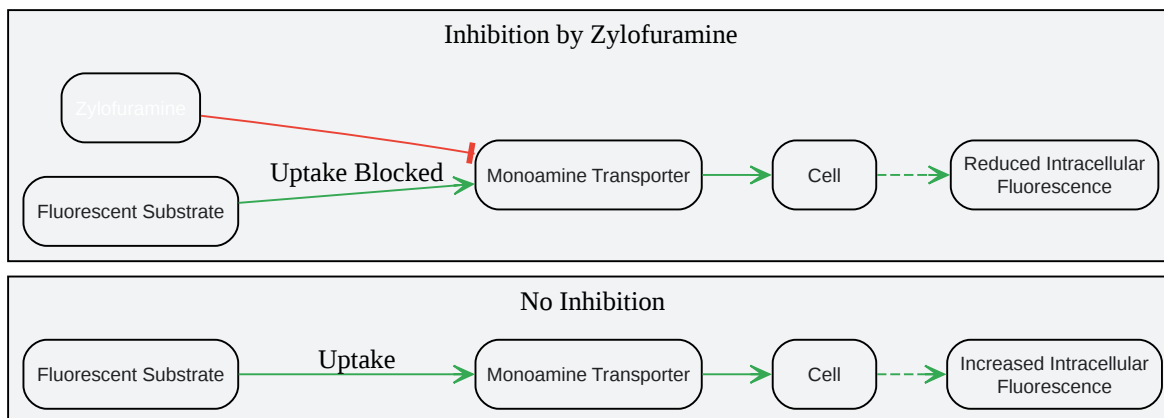 Inhibition by Zylofuramine
Zylofuramine
Uptake Blocked
Fluorescent Substrate
Monoamine Transporter
Cell
Reduced Intracellular
Fluorescence
No Inhibition
Fluorescent Substrate
Uptake
Monoamine Transporter
Cell
Increased Intracellular
Fluorescence